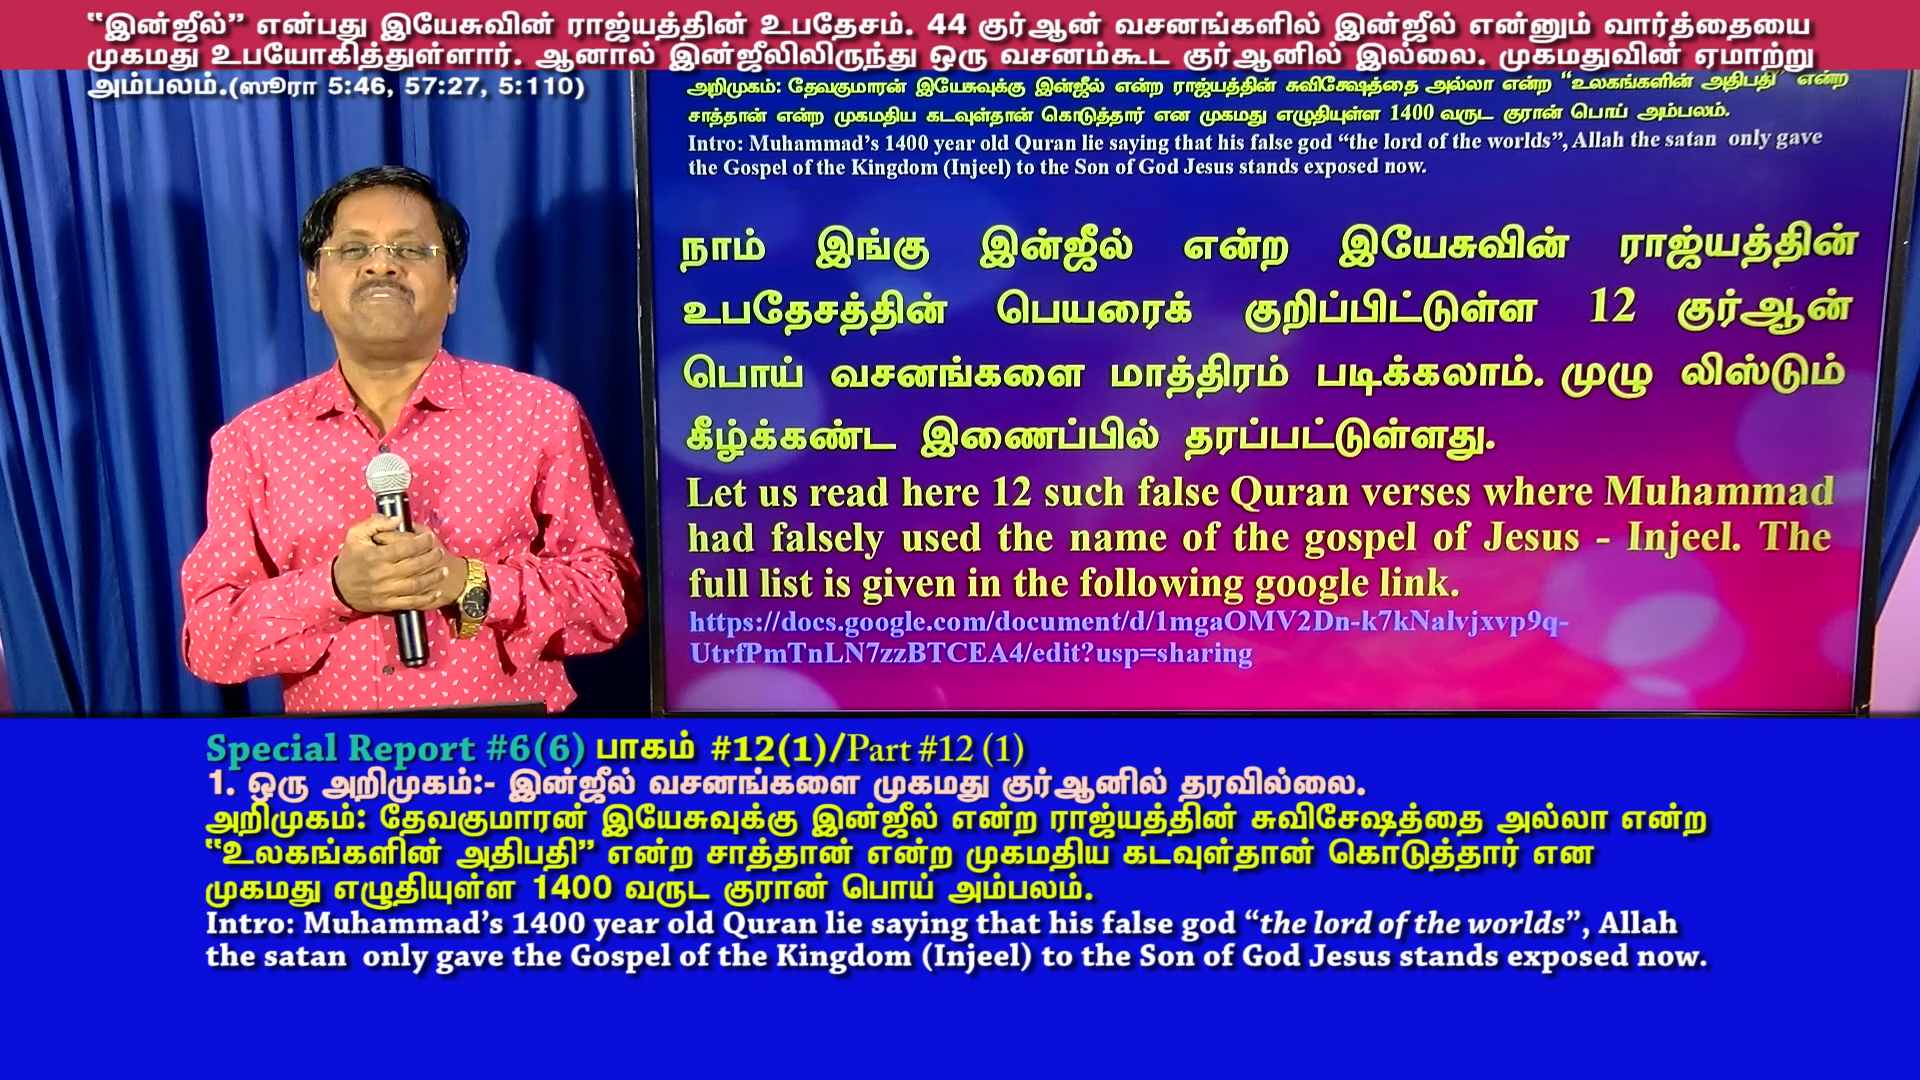 “இன்ஜீல்” என்பது இயேசுவின் ராஜ்யத்தின் உபதேசம். 44 குர்ஆன் வசனங்களில் இன்ஜீல் என்னும் வார்த்தையை
முகமது உபயோகித்துள்ளார். ஆனால் இன்ஜீலிலிருந்து ஒரு வசனம்கூட குர்ஆனில் இல்லை. முகமதுவின் ஏமாற்று
அம்பலம்.(ஸூரா 5:46, 57:27, 5:110)
அறிமுகம்: தேவகுமாரன் இயேசுவுக்கு இன்ஜீல் என்ற ராஜ்யத்தின் சுவிசேஷத்தை அல்லா என்ற “உலகங்களின் அதிபதி” என்ற
சாத்தான் என்ற முகமதிய கடவுள்தான் கொடுத்தார் என முகமது எழுதியுள்ள 1400 வருட குரான் பொய் அம்பலம்.
Intro: Muhammad’s 1400 year old Quran lie saying that his false god “the lord of the worlds”, Allah the satan only gave
the Gospel of the Kingdom (Injeel) to the Son of God Jesus stands exposed now.
நாம் இங்கு இன்ஜீல் என்ற இயேசுவின் ராஜ்யத்தின்
உபதேசத்தின் பெயரைக் குறிப்பிட்டுள்ள 12 குர்ஆன்
பொய் வசனங்களை மாத்திரம் படிக்கலாம். முழு லிஸ்டும்
கீழ்க்கண்ட இணைப்பில் தரப்பட்டுள்ளது.
Let us read here 12 such false Quran verses where Muhammad
had falsely used the name of the gospel of Jesus - Injeel. The
full list is given in the following google link.
https://docs.google.com/document/d/1mgaOMV2Dn-k7kNalvjxvp9q-
UtrfPmTnLN7zzBTCEA4/edit?usp=sharing
Special Report #6(6) பாகம் #12(1)/Part #12 (1)
1. ஒரு அறிமுகம்:- இன்ஜீல் வசனங்களை முகமது குர்ஆனில் தரவில்லை.
அறிமுகம்: தேவகுமாரன் இயேசுவுக்கு இன்ஜீல் என்ற ராஜ்யத்தின் சுவிசேஷத்தை அல்லா என்ற
“உலகங்களின் அதிபதி” என்ற சாத்தான் என்ற முகமதிய கடவுள்தான் கொடுத்தார் என
முகமது எழுதியுள்ள 1400 வருட குரான் பொய் அம்பலம்.
Intro: Muhammad’s 1400 year old Quran lie saying that his false god “the lord of the worlds”, Allah
the satan only gave the Gospel of the Kingdom (Injeel) to the Son of God Jesus stands exposed now.